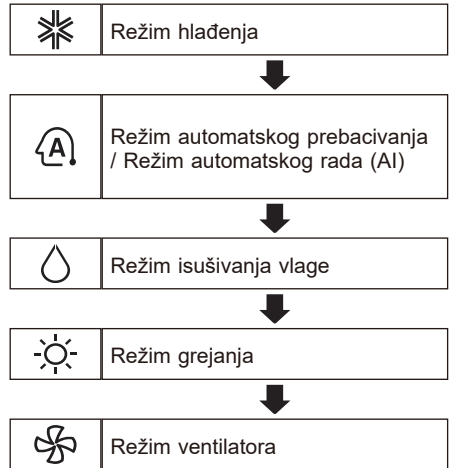 Režim hlađenja
A
Režim automatskog prebacivanja
/ Režim automatskog rada (AI)
Režim isušivanja vlage
Režim grejanja
Režim ventilatora